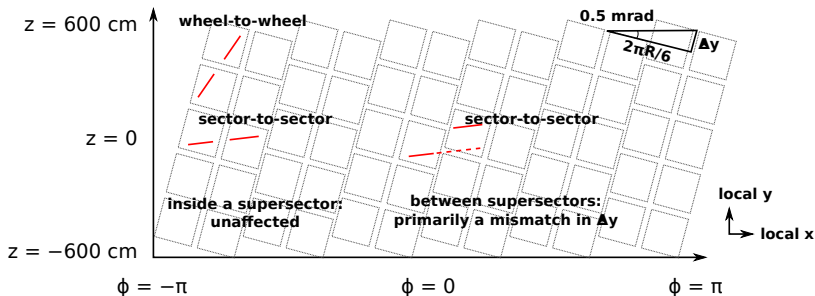 z = 600 cm
wheel-to-wheel
0.5 mrad
2πR/6
Δy
z = 0
sector-to-sector
sector-to-sector
inside a supersector:
unaffected
between supersectors:
primarily a mismatch in Δy
local y
local x
z = −600 cm
ϕ = −π
ϕ = 0
ϕ = π